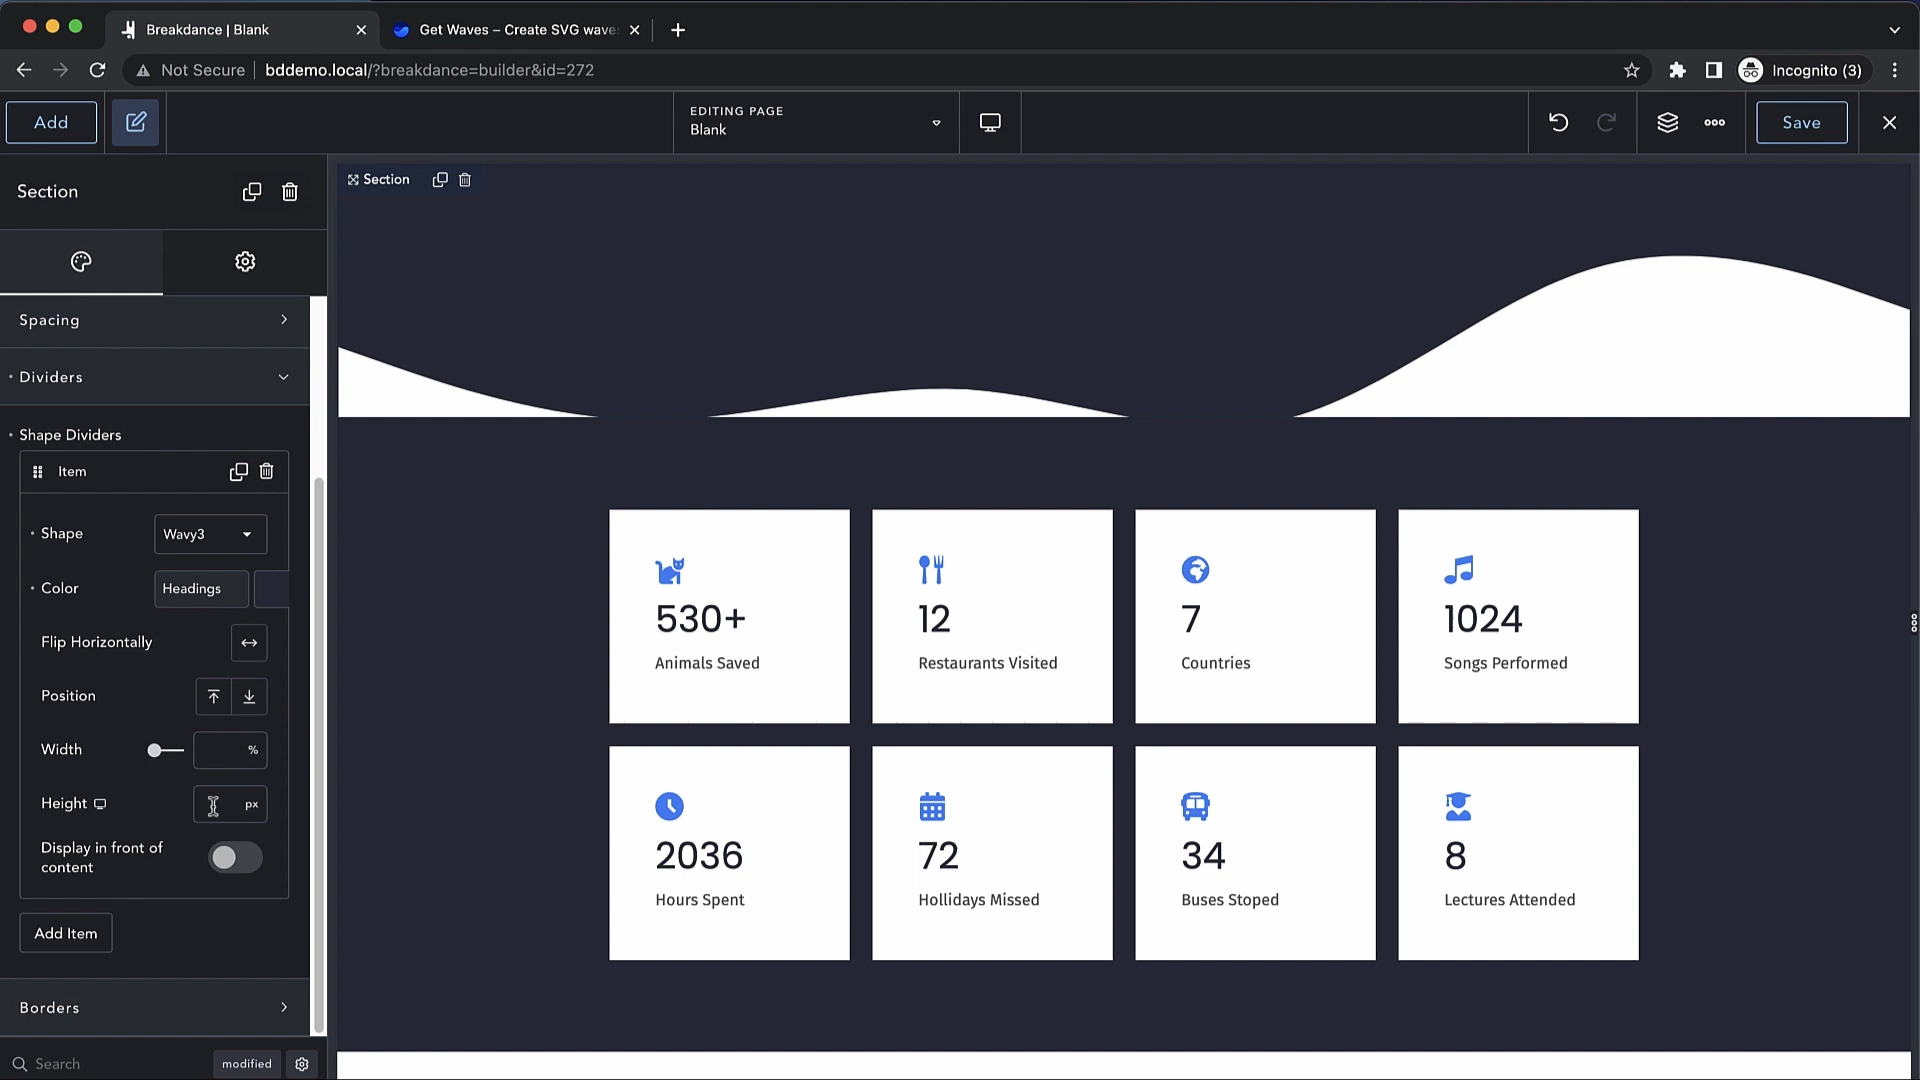 Breakdance | Blank
Get Waves – Create SVG wave
Not Secure
bddemo.local/?breakdance=builder&id=272
Incognito (3)
Add
EDITING PAGE
Blank
Save
Section
Section
Spacing
Dividers
Shape Dividers
Item
Shape
Wavy3
Color
Headings
Flip Horizontally
Position
Width
%
Height
px
Display in front of
content
Add Item
Borders
Search
modified
530+
Animals Saved
12
Restaurants Visited
7
Countries
1024
Songs Performed
2036
Hours Spent
72
Hollidays Missed
34
Buses Stoped
8
Lectures Attended